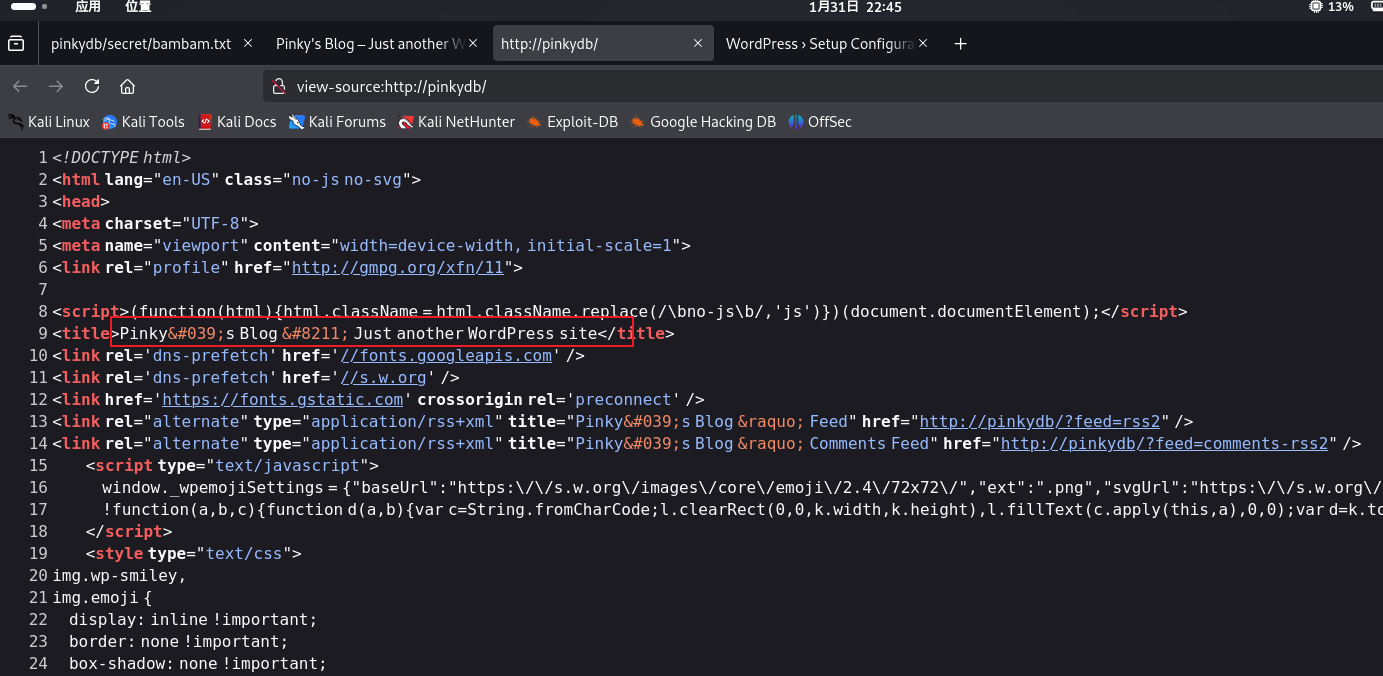 应用 位置 1月31日 22:45 13%
pinkydb/secret/bambam.txt × Pinky's Blog – Just another W × http://pinkydb/ × WordPress › Setup Configura × +
view-source:http://pinkydb/
Kali Linux Kali Tools Kali Docs Kali Forums Kali NetHunter Exploit-DB Google Hacking DB OffSec
1 <!DOCTYPE html>
2 <html lang="en-US" class="no-js no-svg">
3 <head>
4 <meta charset="UTF-8">
5 <meta name="viewport" content="width=device-width, initial-scale=1">
6 <link rel="profile" href="http://gmpg.org/xfn/11">
7
8 <script>(function(html){html.className = html.className.replace(/\bno-js\b/,'js')})(document.documentElement);</script>
9 <title>Pinky&#039;s Blog &#8211; Just another WordPress site</title>
10 <link rel='dns-prefetch' href='//fonts.googleapis.com' />
11 <link rel='dns-prefetch' href='//s.w.org' />
12 <link href='https://fonts.gstatic.com' crossorigin rel='preconnect' />
13 <link rel="alternate" type="application/rss+xml" title="Pinky&#039;s Blog &raquo; Feed" href="http://pinkydb/?feed=rss2" />
14 <link rel="alternate" type="application/rss+xml" title="Pinky&#039;s Blog &raquo; Comments Feed" href="http://pinkydb/?feed=comments-rss2" />
15 <script type="text/javascript">
16 window._wpemojiSettings = {"baseUrl":"https:\/\/s.w.org\/images\/core\/emoji\/2.4\/72x72\/","ext":".png","svgUrl":"https:\/\/s.w.org\/
17 !function(a,b,c){function d(a,b){var c=String.fromCharCode;l.clearRect(0,0,k.width,k.height),l.fillText(c.apply(this,a),0,0);var d=k.to
18 </script>
19 <style type="text/css">
20 img.wp-smiley,
21 img.emoji {
22 display: inline !important;
23 border: none !important;
24 box-shadow: none !important;